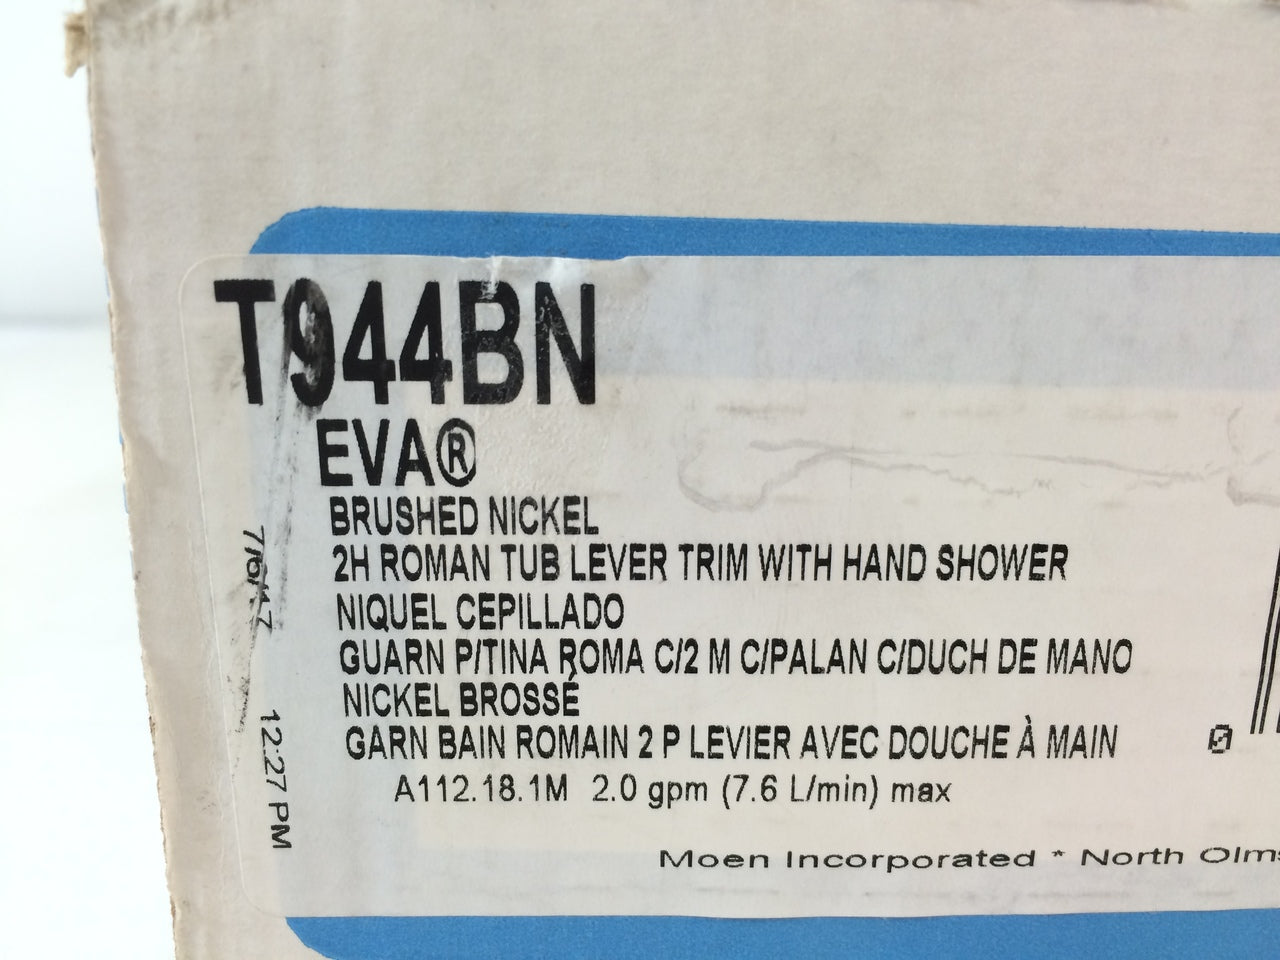 T944BN
EVA®
BRUSHED NICKEL
2H ROMAN TUB LEVER TRIM WITH HAND SHOWER
NIQUEL CEPILLADO
GUARN P/TINA ROMA C/2 M C/PALAN C/DUCH DE MANO
NICKEL BROSSÉ
GARN BAIN ROMAIN 2 P LEVIER AVEC DOUCHE À MAIN
A112.18.1M 2.0 gpm (7.6 L/min) max
Moen Incorporated * North Olms
0
12:27 PM